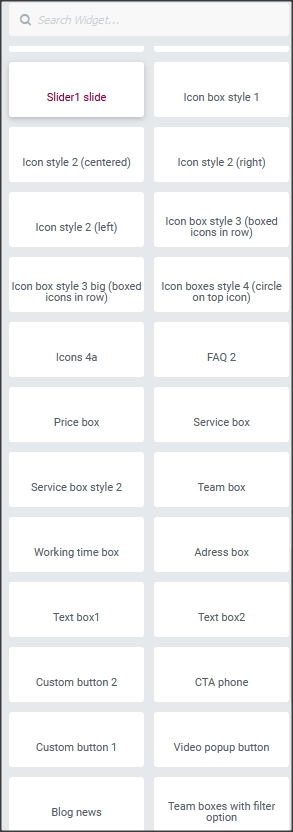 Search Widget...
Slider1 slide
Icon box style 1
Icon style 2 (centered)
Icon style 2 (right)
Icon style 2 (left)
Icon box style 3 (boxed
icons in row)
Icon box style 3 big (boxed
icons in row)
Icon boxes style 4 (circle
on top icon)
Icons 4a
FAQ 2
Price box
Service box
Service box style 2
Team box
Working time box
Adress box
Text box1
Text box2
Custom button 2
CTA phone
Custom button 1
Video popup button
Blog news
Team boxes with filter
option